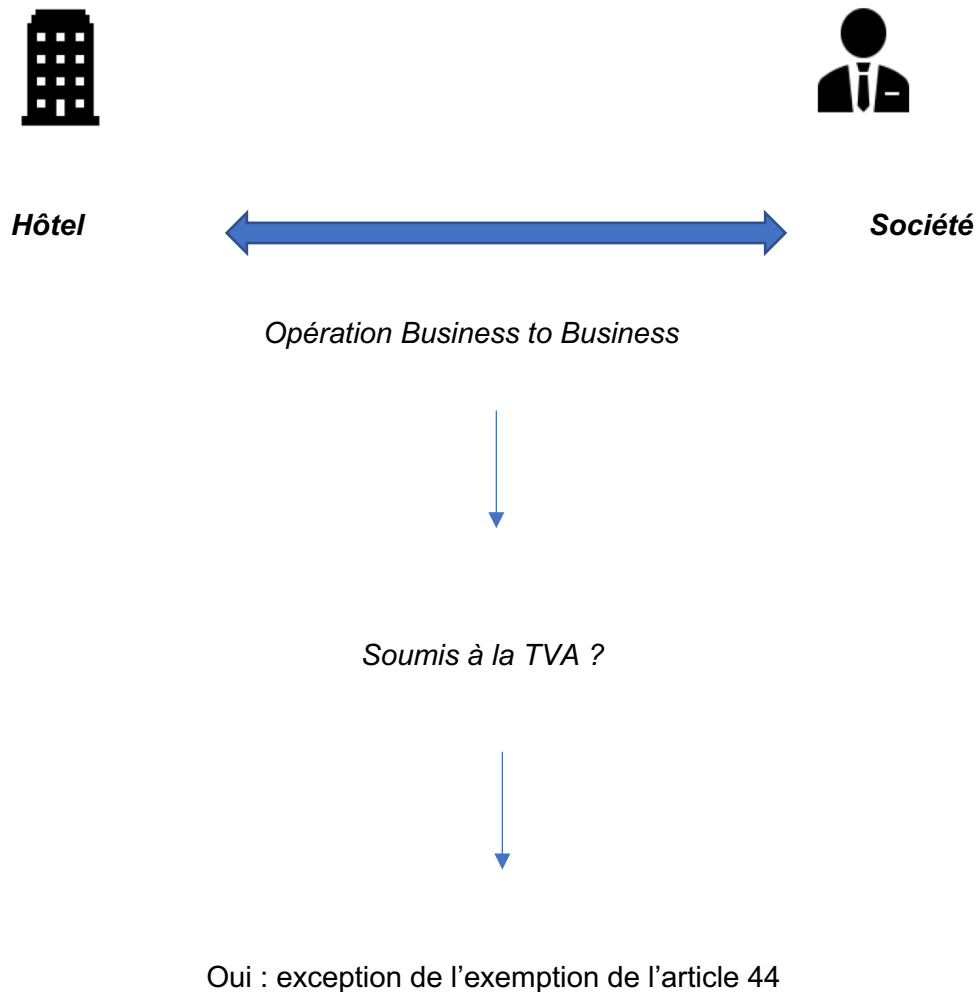 Hôtel
Société
Opération Business to Business
Soumis à la TVA ?
Oui : exception de l’exemption de l’article 44